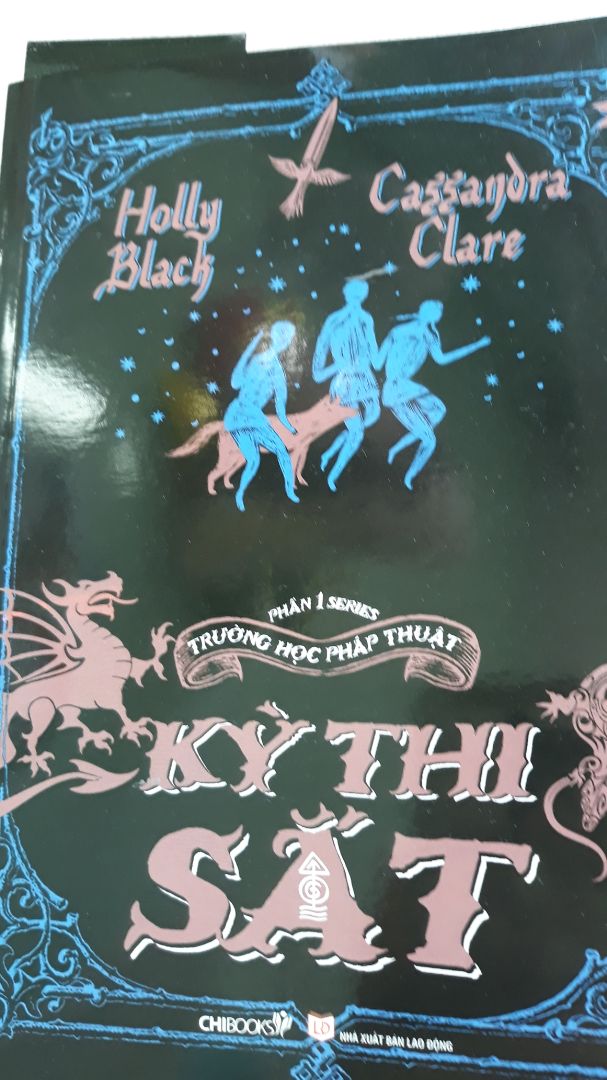 Holly
Black
Cassandra
Clare
PHẦN 1 SERIES
TRƯỜNG HỌC PHÁP THUẬT
KỲ THI
SẮT
CHIBOOKS
LĐ
NHÀ XUẤT BẢN LAO ĐỘNG